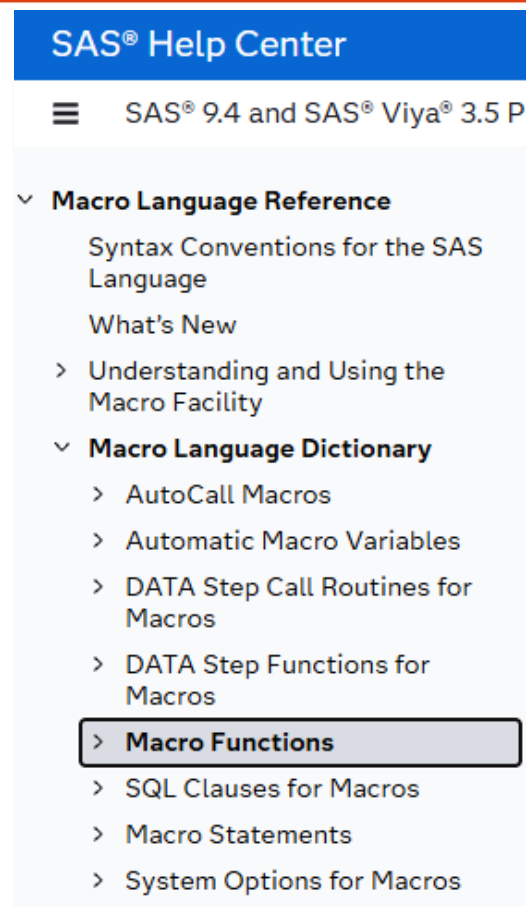 SAS® Help Center
SAS® 9.4 and SAS® Viya® 3.5 P
Macro Language Reference
Syntax Conventions for the SAS
Language
What's New
Understanding and Using the
Macro Facility
Macro Language Dictionary
AutoCall Macros
Automatic Macro Variables
DATA Step Call Routines for
Macros
DATA Step Functions for
Macros
Macro Functions
SQL Clauses for Macros
Macro Statements
System Options for Macros